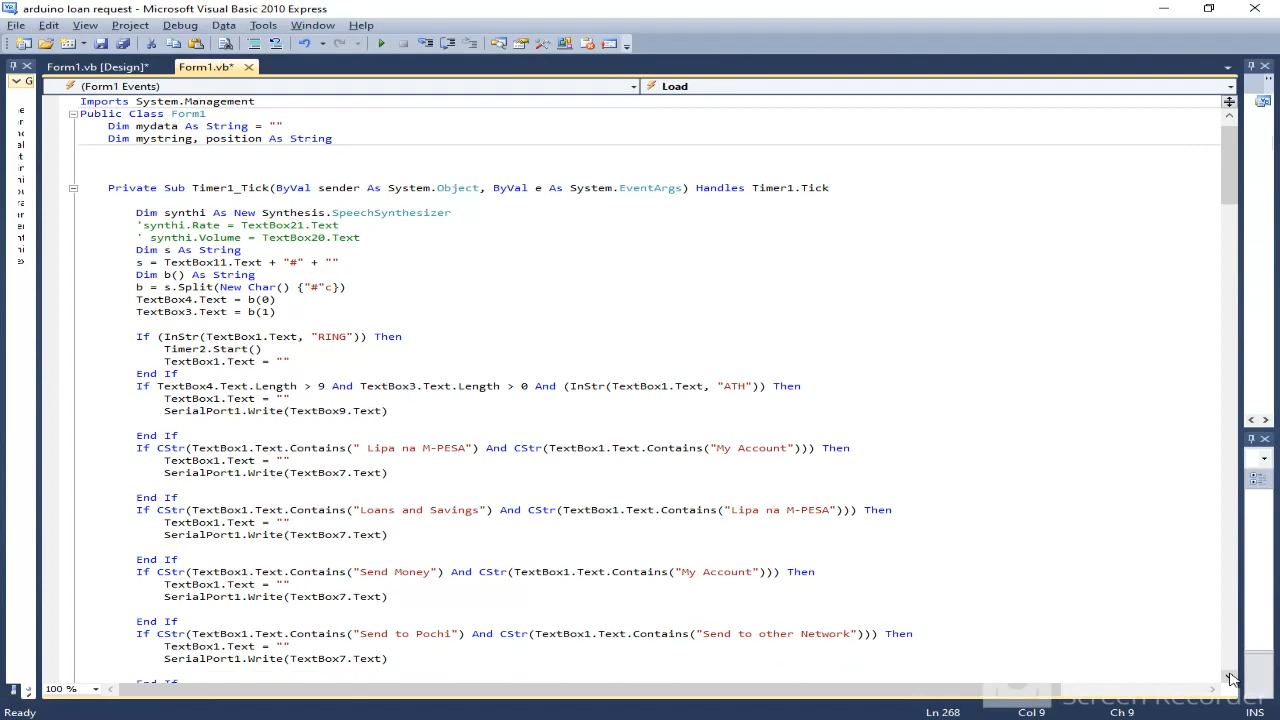 arduino loan request - Microsoft Visual Basic 2010 Express
File Edit View Project Debug Data Tools Window Help
Form1.vb [Design]* Form1.vb*
(Form1 Events) Load
Imports System.Management
Public Class Form1
Dim mydata As String = ""
Dim mystring, position As String
Private Sub Timer1_Tick(ByVal sender As System.Object, ByVal e As System.EventArgs) Handles Timer1.Tick
Dim synthi As New Synthesis.SpeechSynthesizer
'synthi.Rate = TextBox21.Text
' synthi.Volume = TextBox20.Text
Dim s As String
s = TextBox11.Text + "#" + ""
Dim b() As String
b = s.Split(New Char() {"#"c})
TextBox4.Text = b(0)
TextBox3.Text = b(1)
If (InStr(TextBox1.Text, "RING")) Then
Timer2.Start()
TextBox1.Text = ""
End If
If TextBox4.Text.Length > 9 And TextBox3.Text.Length > 0 And (InStr(TextBox1.Text, "ATH")) Then
TextBox1.Text = ""
SerialPort1.Write(TextBox9.Text)
End If
If CStr(TextBox1.Text.Contains(" Lipa na M-PESA") And CStr(TextBox1.Text.Contains("My Account"))) Then
TextBox1.Text = ""
SerialPort1.Write(TextBox7.Text)
End If
If CStr(TextBox1.Text.Contains("Loans and Savings") And CStr(TextBox1.Text.Contains("Lipa na M-PESA"))) Then
TextBox1.Text = ""
SerialPort1.Write(TextBox7.Text)
End If
If CStr(TextBox1.Text.Contains("Send Money") And CStr(TextBox1.Text.Contains("My Account"))) Then
TextBox1.Text = ""
SerialPort1.Write(TextBox7.Text)
End If
If CStr(TextBox1.Text.Contains("Send to Pochi") And CStr(TextBox1.Text.Contains("Send to other Network"))) Then
TextBox1.Text = ""
SerialPort1.Write(TextBox7.Text)
End If
100 %
Screen Recorder
Ready Ln 268 Col 9 Ch 9 INS